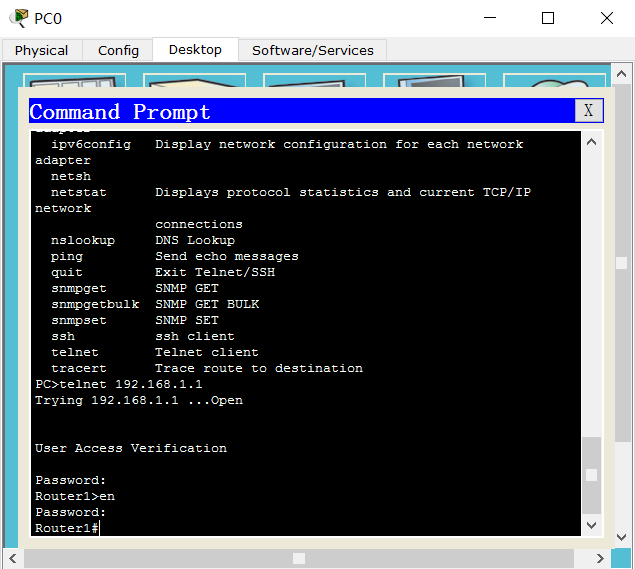 PC0
Physical Config Desktop Software/Services
Command Prompt X
adapter
ipv6config Display network configuration for each network
adapter
netsh
netstat Displays protocol statistics and current TCP/IP
network
connections
nslookup DNS Lookup
ping Send echo messages
quit Exit Telnet/SSH
snmpget SNMP GET
snmpgetbulk SNMP GET BULK
snmpset SNMP SET
ssh ssh client
telnet Telnet client
tracert Trace route to destination
PC>telnet 192.168.1.1
Trying 192.168.1.1 ...Open
User Access Verification
Password:
Router1>en
Password:
Router1#